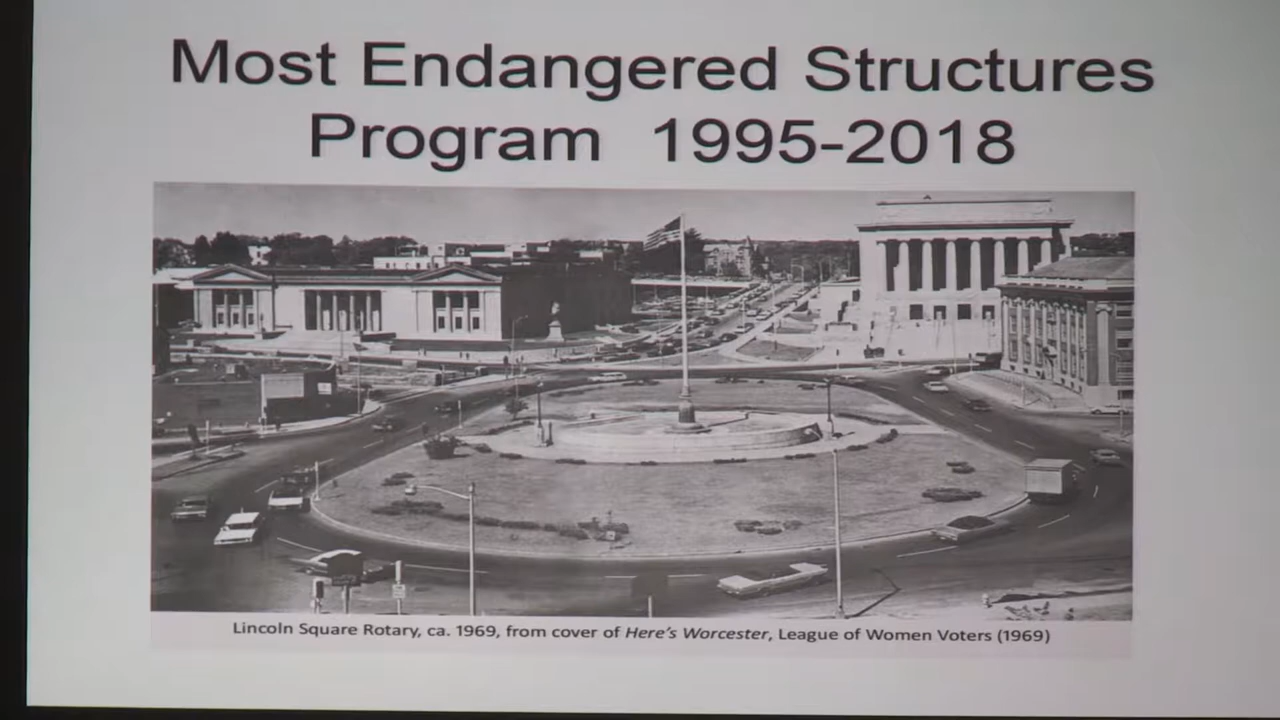 Most Endangered Structures
Program 1995-2018
Lincoln Square Rotary, ca. 1969, from cover of Here's Worcester, League of Women Voters (1969)